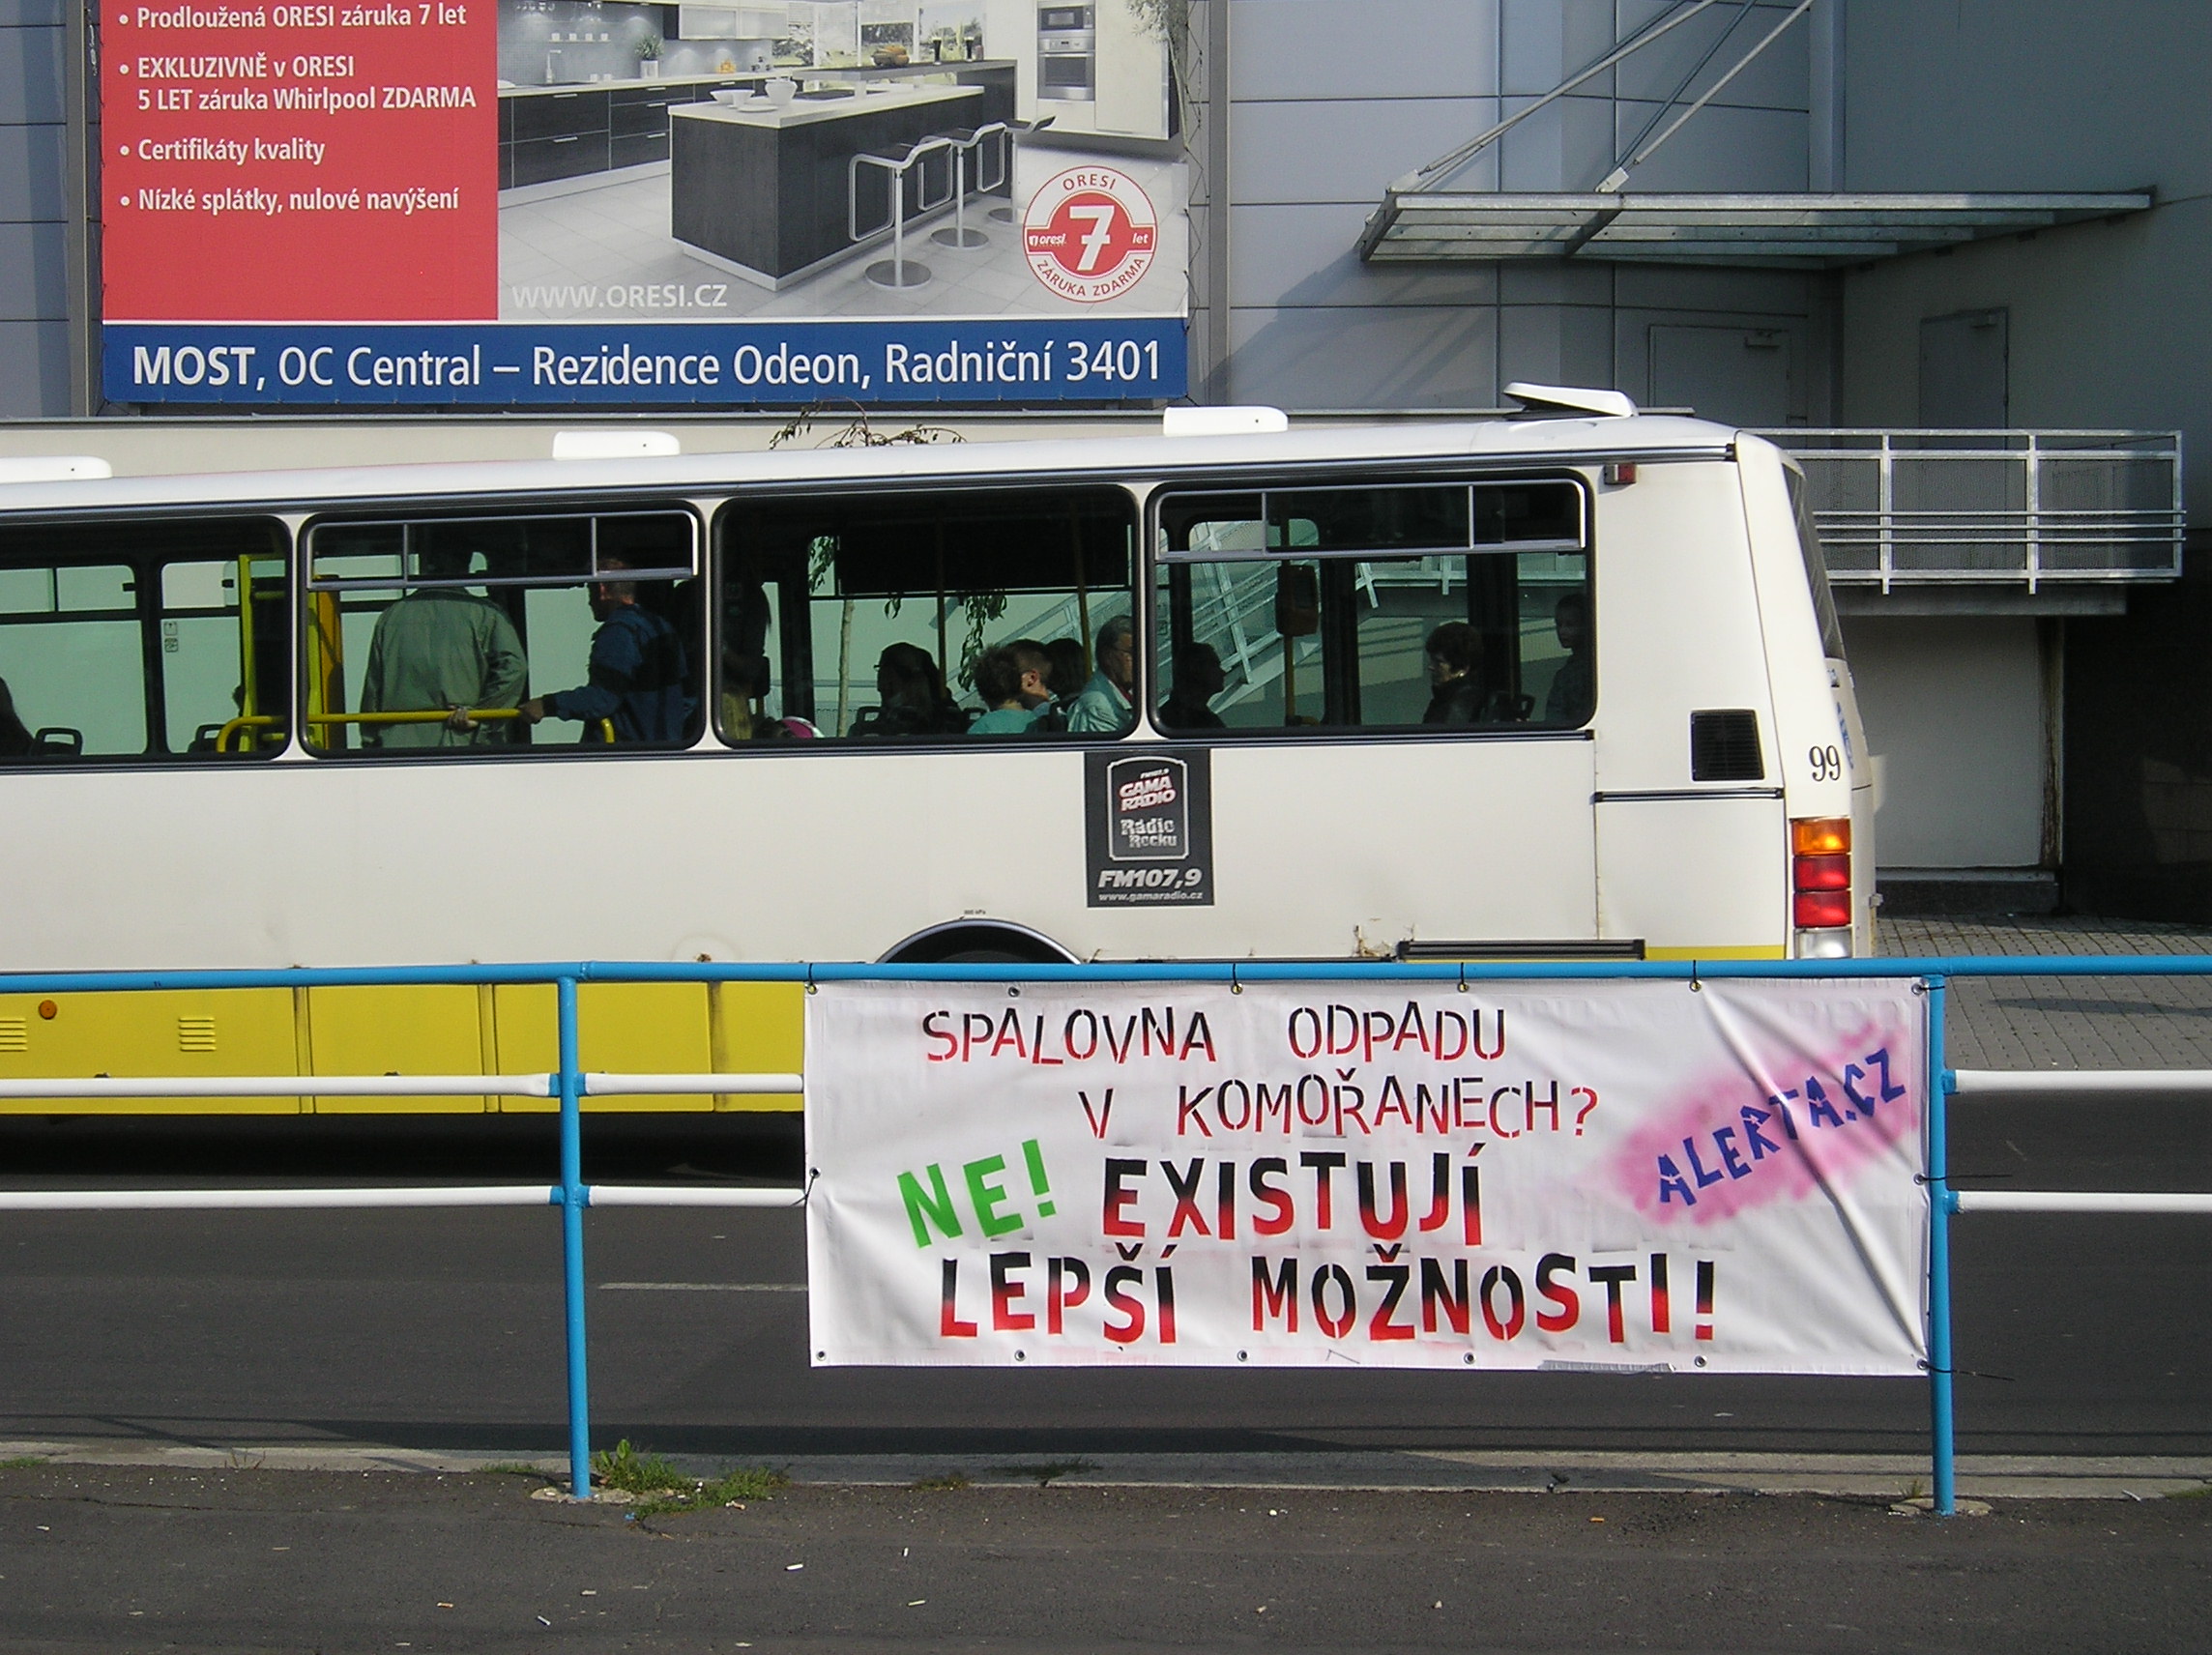 • Prodloužená ORESI záruka 7 let
• EXKLUZIVNĚ v ORESI
5 LET záruka Whirlpool ZDARMA
• Certifikáty kvality
• Nízké splátky, nulové navýšení
ORESI
oresi 7 let
ZÁRUKA ZDARMA
WWW.ORESI.CZ
MOST, OC Central – Rezidence Odeon, Radniční 3401
99
GAMA
RADIO
Rádio
Rocku
FM107,9
www.gamaradio.cz
SPALOVNA ODPADU
V KOMOŘANECH?
NE! EXISTUJÍ
LEPŠÍ MOŽNOSTI!
ALERTA.CZ